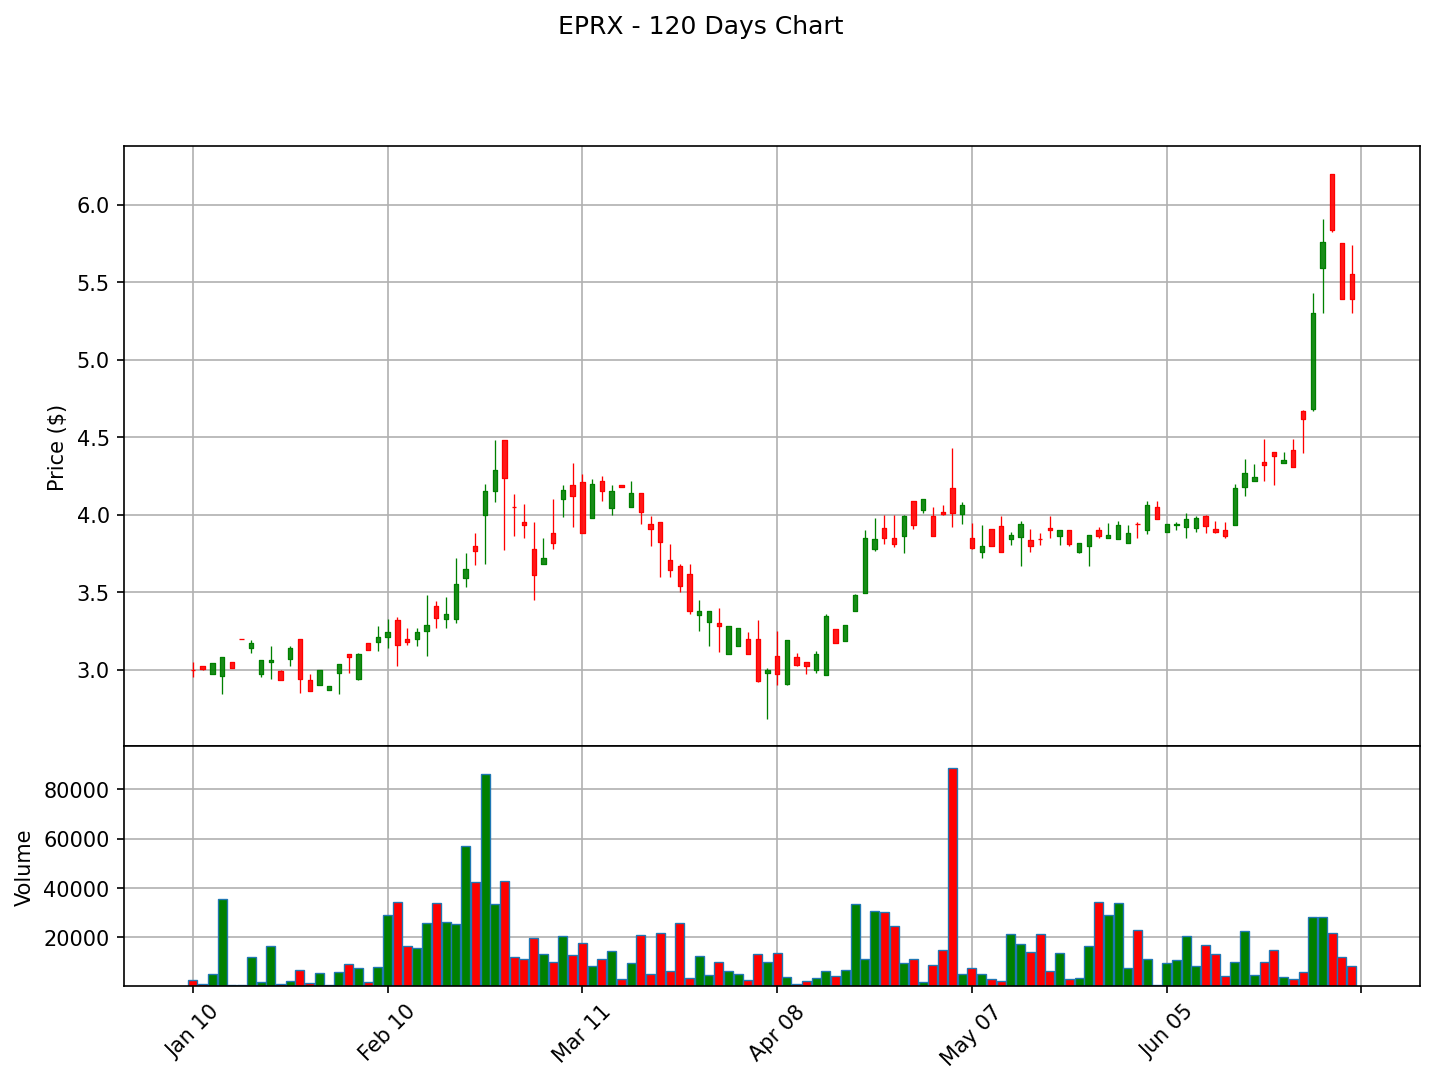 EPRX - 120 Days Chart
Price ($)
6.0
5.5
5.0
4.5
4.0
3.5
3.0
Volume
80000
60000
40000
20000
Jan 10
Feb 10
Mar 11
Apr 08
May 07
Jun 05